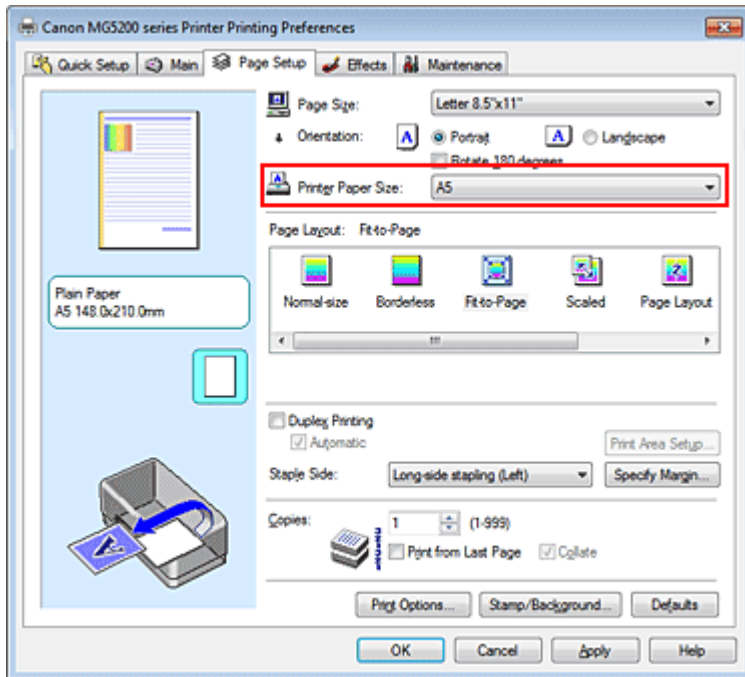 Canon MG5200 series Printer Printing Preferences
Quick Setup Main Page Setup Effects Maintenance
Page Size: Letter 8.5"x11"
Orientation: A Portrait A Landscape
Rotate 180 degrees
Printer Paper Size: A5
Page Layout: Fit-to-Page
Normal-size Borderless Fit-to-Page Scaled Page Layout
Plain Paper
A5 148.0x210.0mm
Duplex Printing
Automatic Print Area Setup...
Staple Side: Long-side stapling (Left) Specify Margin...
Copies: 1 (1-999)
Print from Last Page Collate
Print Options... Stamp/Background... Defaults
OK Cancel Apply Help